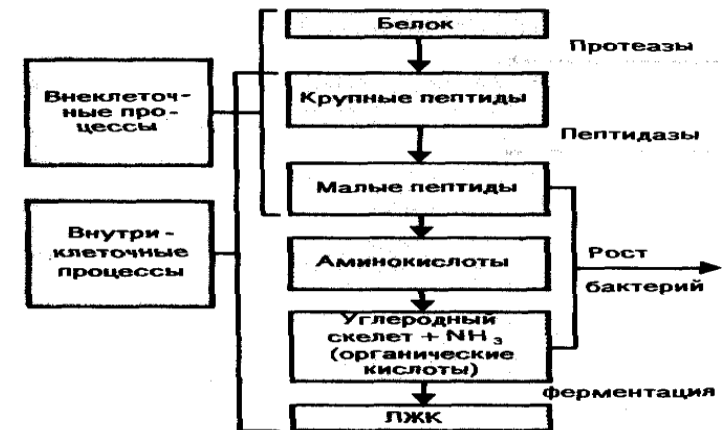 Белок
Протеазы
Внеклеточ-
ные про-
цессы
Крупные пептиды
Пептидазы
Малые пептиды
Внутри-
клеточные
процессы
Аминокислоты
Рост
бактерий
Углеродный
скелет + NH₃
(органические
кислоты)
ферментация
ЛЖК